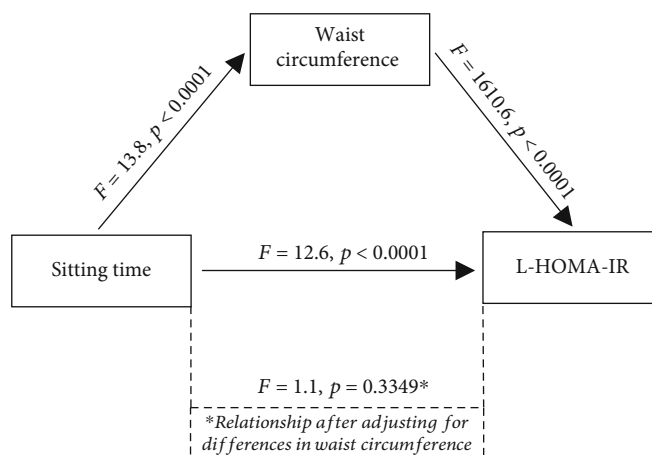 Waist
circumference
F = 13.8, p < 0.0001
F = 1610.6, p < 0.0001
Sitting time
F = 12.6, p < 0.0001
L-HOMA-IR
F = 1.1, p = 0.3349*
*Relationship after adjusting for
differences in waist circumference